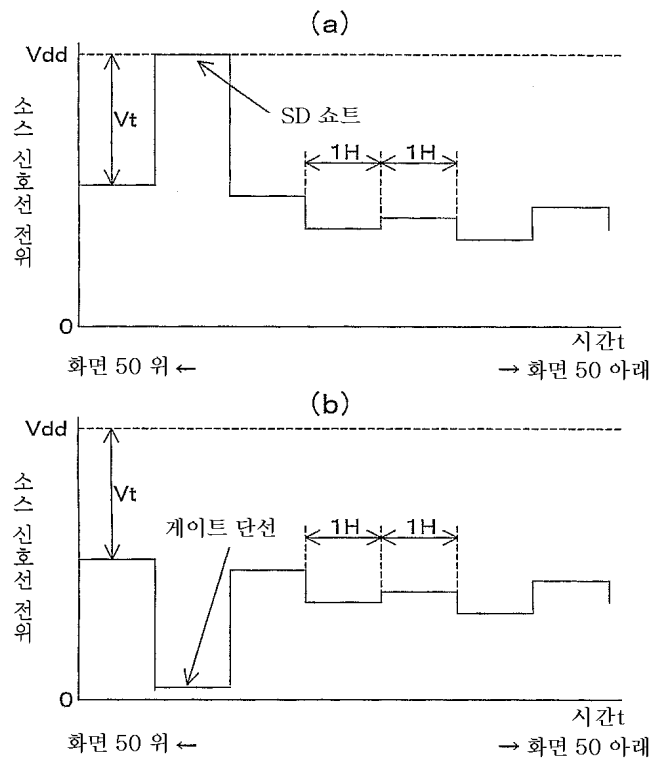 (a)
Vdd
Vt
SD 쇼트
1H
1H
소스 신호선 전위
0
시간t
화면 50 위 ←
→ 화면 50 아래
(b)
Vdd
Vt
게이트 단선
1H
1H
소스 신호선 전위
0
시간t
화면 50 위 ←
→ 화면 50 아래